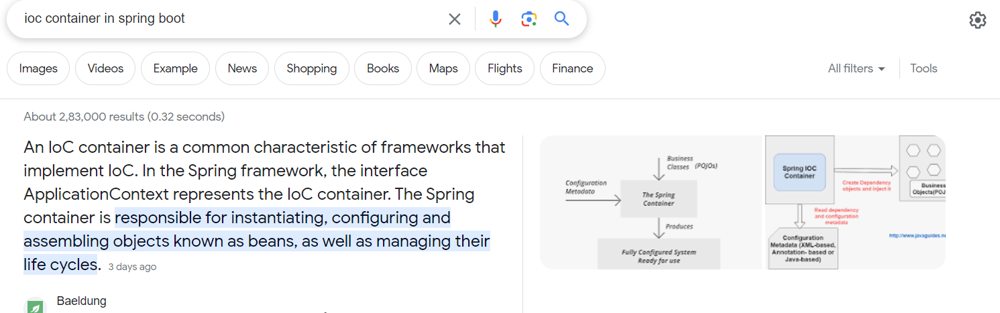 ioc container in spring boot
Images
Videos
Example
News
Shopping
Books
Maps
Flights
Finance
All filters
Tools
About 2,83,000 results (0.32 seconds)
An IoC container is a common characteristic of frameworks that
implement IoC. In the Spring framework, the interface
ApplicationContext represents the IoC container. The Spring
container is responsible for instantiating, configuring and
assembling objects known as beans, as well as managing their
life cycles. 3 days ago
Baeldung
Business
Classes (POJOs)
Configuration
Metadata
The Spring
Container
Produces
Fully Configured System
Ready for use
Spring IOC
Container
Create Dependency
objects and inject it
Business
Objects(POJ
Read dependency
and configuration
metadata
Configuration
Metadata (XML-based,
Annotation- based or
Java-based)
http://www.javaguides.ne